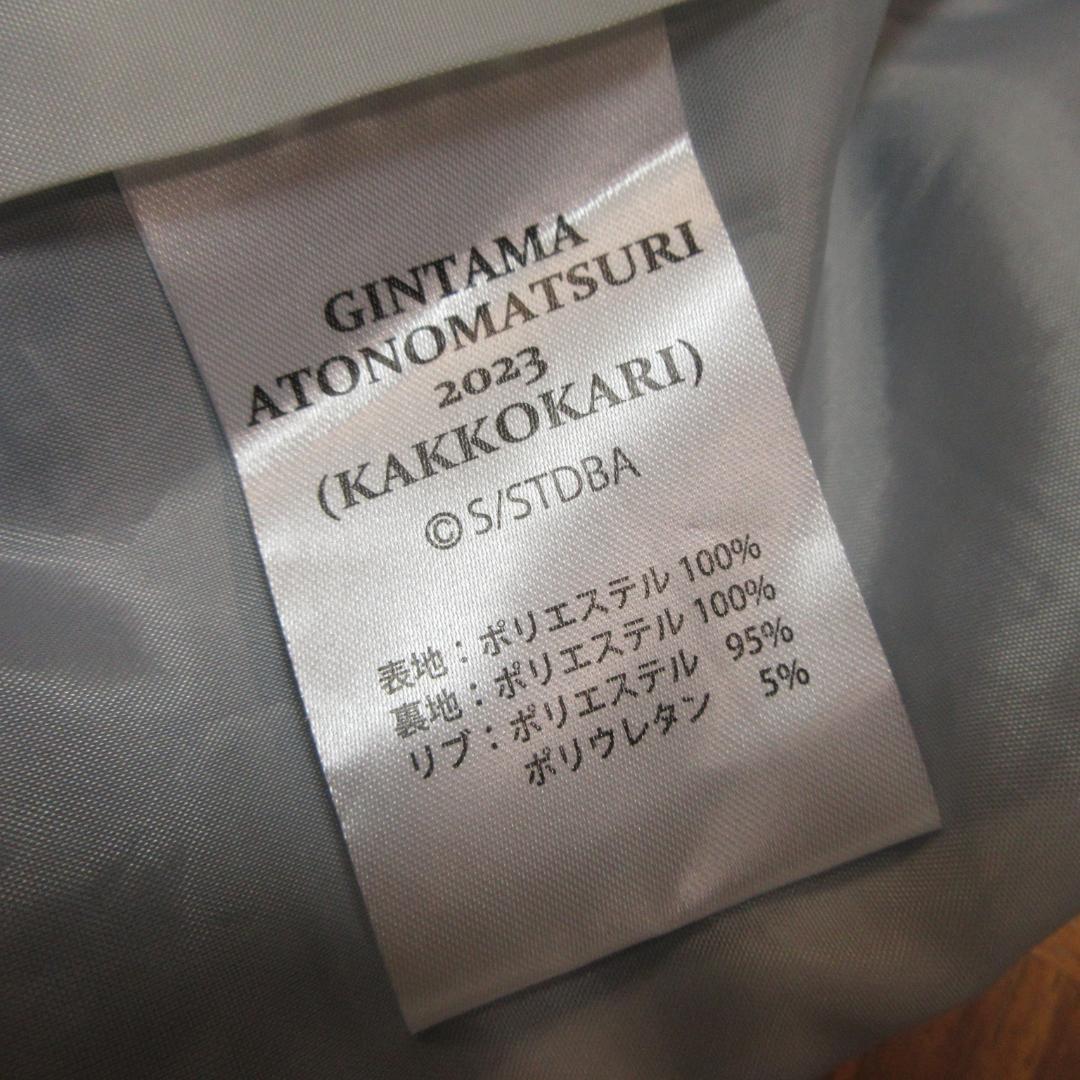 GINTAMA
ATONOMATSURI
2023
(KAKKOKARI)
©S/STDBA
表地:ポリエステル 100%
裏地:ポリエステル 100%
リブ:ポリエステル 95%
ポリウレタン 5%